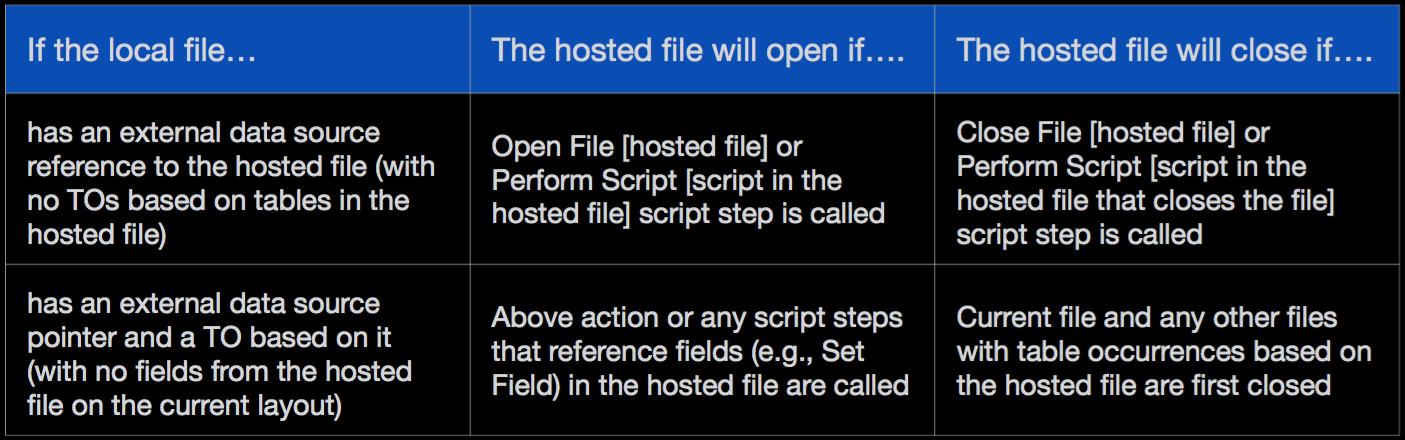 If the local file…
The hosted file will open if….
The hosted file will close if….
has an external data source
reference to the hosted file (with
no TOs based on tables in the
hosted file)
Open File [hosted file] or
Perform Script [script in the
hosted file] script step is called
Close File [hosted file] or
Perform Script [script in the
hosted file that closes the file]
script step is called
has an external data source
pointer and a TO based on it
(with no fields from the hosted
file on the current layout)
Above action or any script steps
that reference fields (e.g., Set
Field) in the hosted file are called
Current file and any other files
with table occurrences based on
the hosted file are first closed